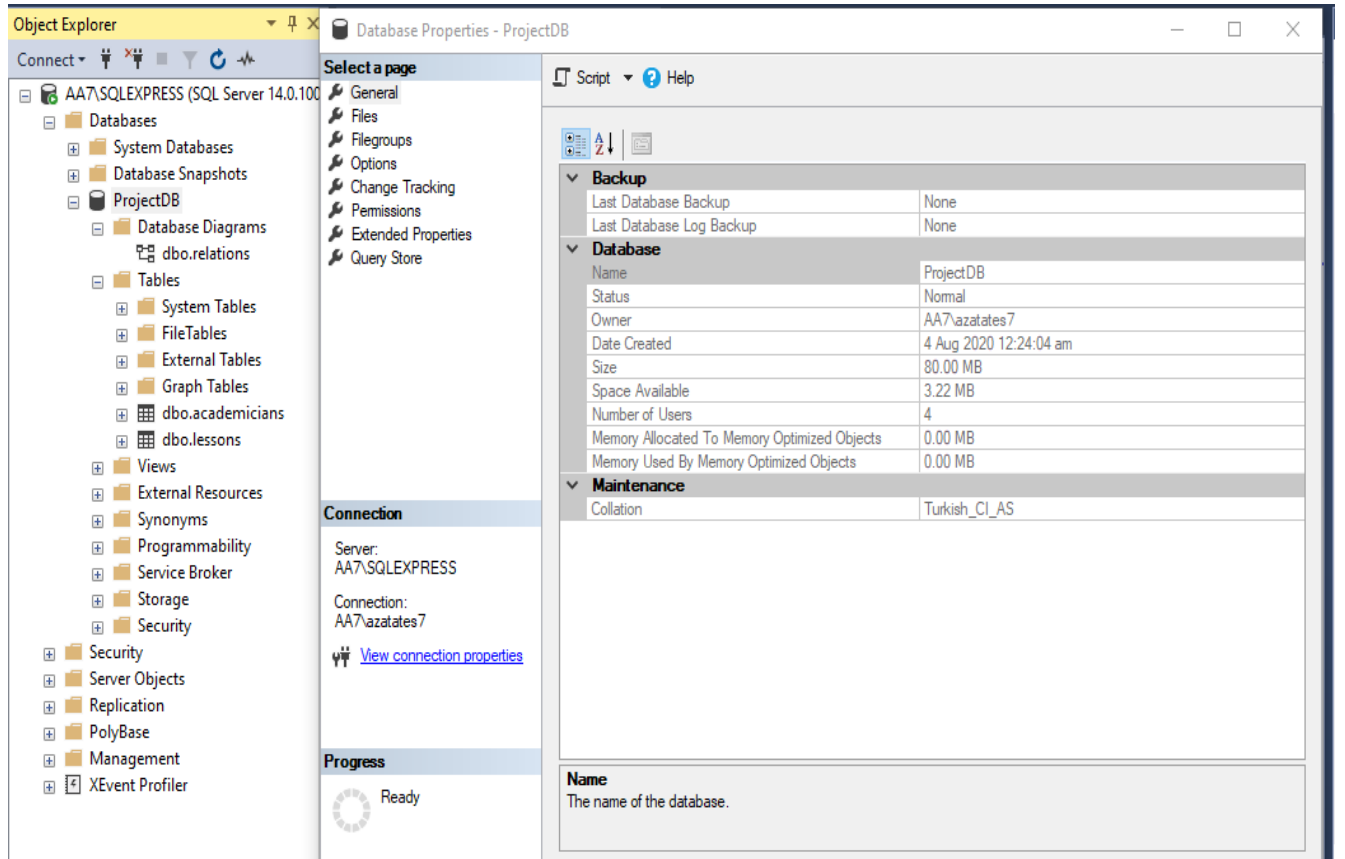 Object Explorer
Connect
AA7\SQLEXPRESS (SQL Server 14.0.100
Databases
System Databases
Database Snapshots
ProjectDB
Database Diagrams
dbo.relations
Tables
System Tables
FileTables
External Tables
Graph Tables
dbo.academicians
dbo.lessons
Views
External Resources
Synonyms
Programmability
Service Broker
Storage
Security
Security
Server Objects
Replication
PolyBase
Management
XEvent Profiler
Database Properties - ProjectDB
Select a page
General
Files
Filegroups
Options
Change Tracking
Permissions
Extended Properties
Query Store
Connection
Server:
AA7\SQLEXPRESS
Connection:
AA7\azatates7
View connection properties
Progress
Ready
Script Help
Backup
Last Database Backup None
Last Database Log Backup None
Database
Name ProjectDB
Status Normal
Owner AA7\azatates7
Date Created 4 Aug 2020 12:24:04 am
Size 80.00 MB
Space Available 3.22 MB
Number of Users 4
Memory Allocated To Memory Optimized Objects 0.00 MB
Memory Used By Memory Optimized Objects 0.00 MB
Maintenance
Collation Turkish_CI_AS
Name
The name of the database.